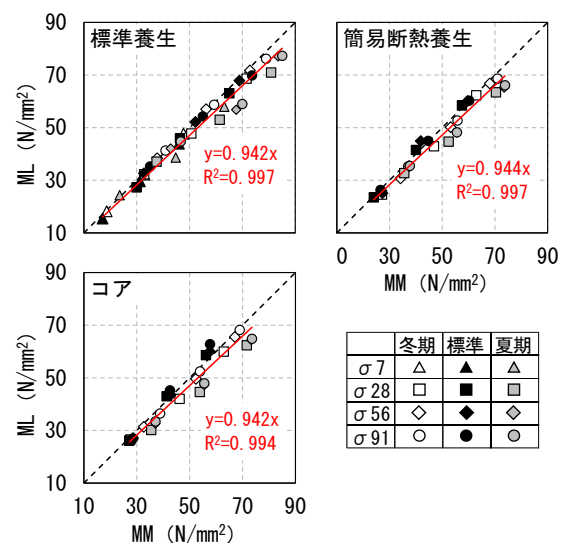 標準養生
ML (N/mm²)
90
70
50
30
10
y=0.942x
R²=0.997
簡易断熱養生
y=0.944x
R²=0.997
0 30 50 70 90
MM (N/mm²)
コア
ML (N/mm²)
90
70
50
30
10
y=0.942x
R²=0.994
10 30 50 70 90
MM (N/mm²)
冬期 標準 夏期
σ7 △ ▲ △
σ28 □ ■ ■
σ56 ◇ ◆ ◆
σ91 ○ ● ●